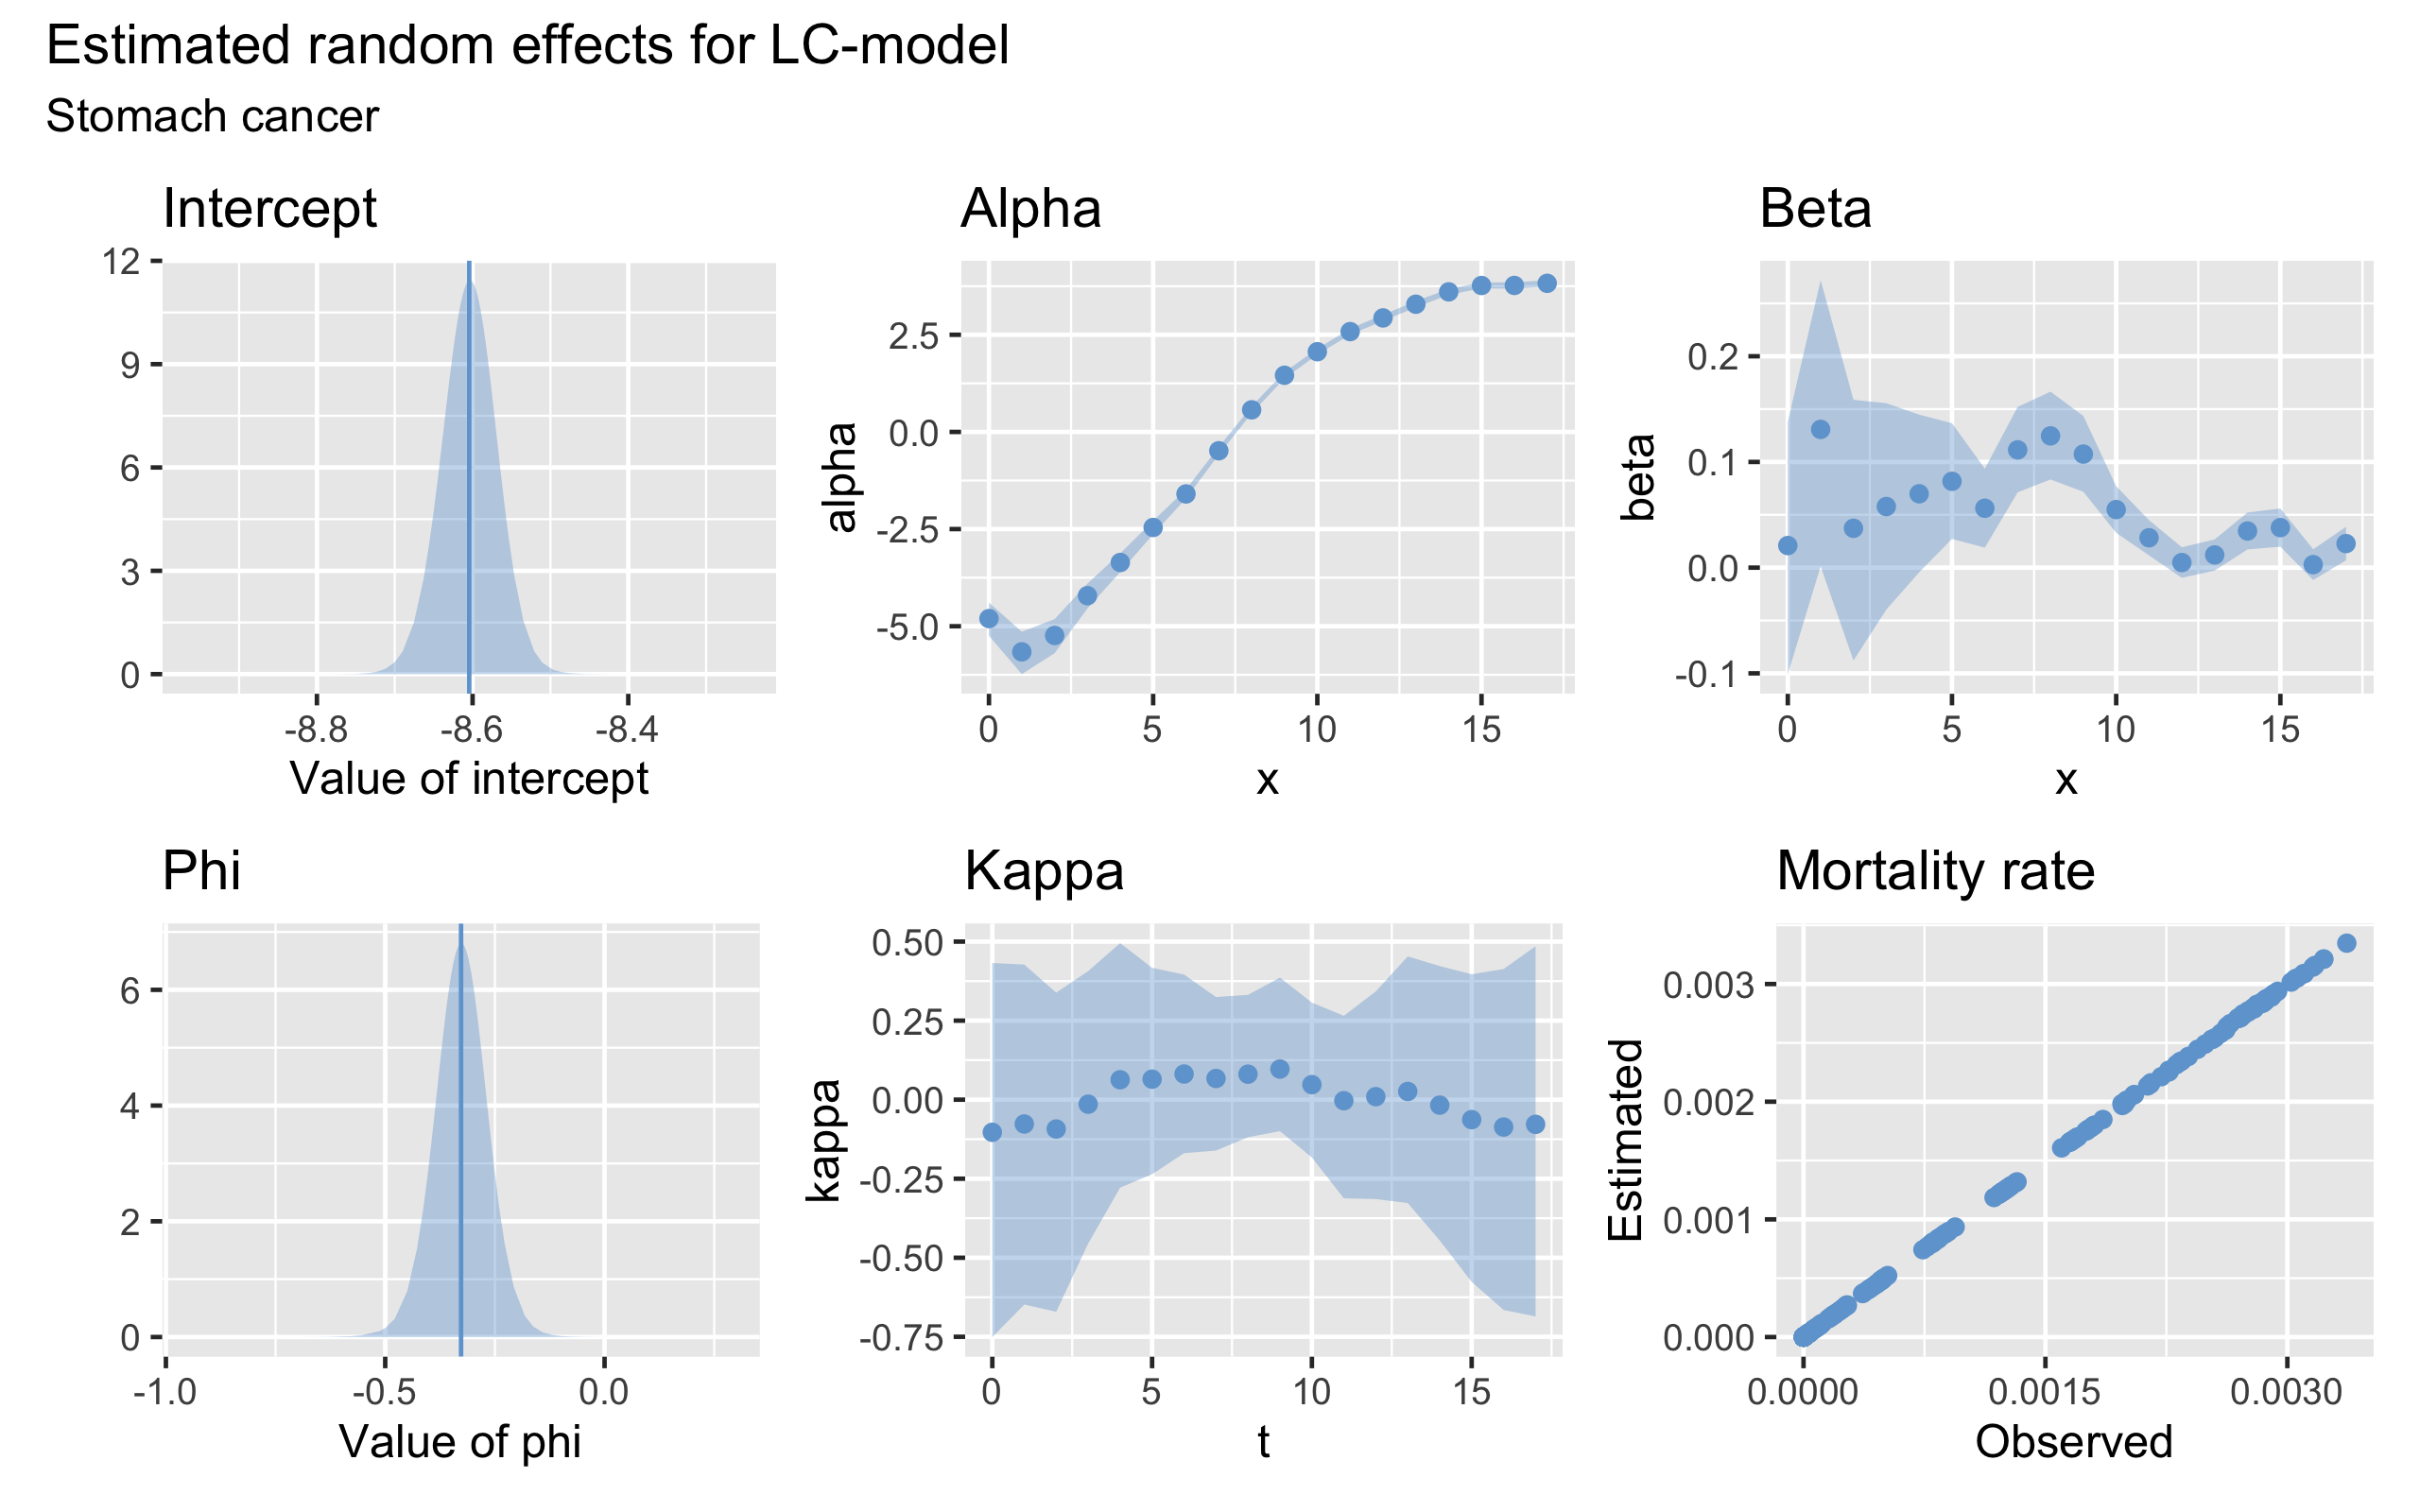 Estimated random effects for LC-model
Stomach cancer
Intercept
12
9
6
3
0
-8.8 -8.6 -8.4
Value of intercept
Alpha
alpha
2.5
0.0
-2.5
-5.0
0 5 10 15
x
Beta
beta
0.2
0.1
0.0
-0.1
0 5 10 15
x
Phi
6
4
2
0
-1.0 -0.5 0.0
Value of phi
Kappa
kappa
0.50
0.25
0.00
-0.25
-0.50
-0.75
0 5 10 15
t
Mortality rate
Estimated
0.003
0.002
0.001
0.000
0.0000 0.0015 0.0030
Observed